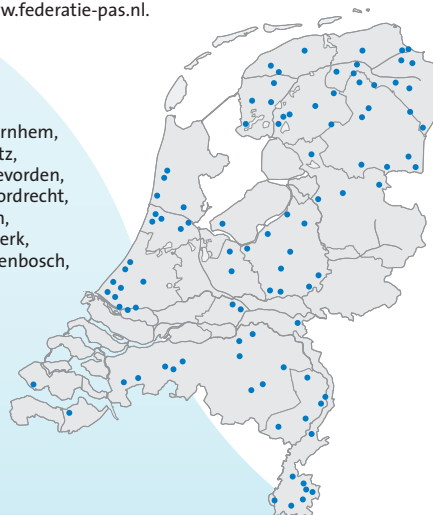 w.federatie-pas.nl.
rnhem,
tz,
evorden,
ordrecht,
n,
erk,
enbosch,